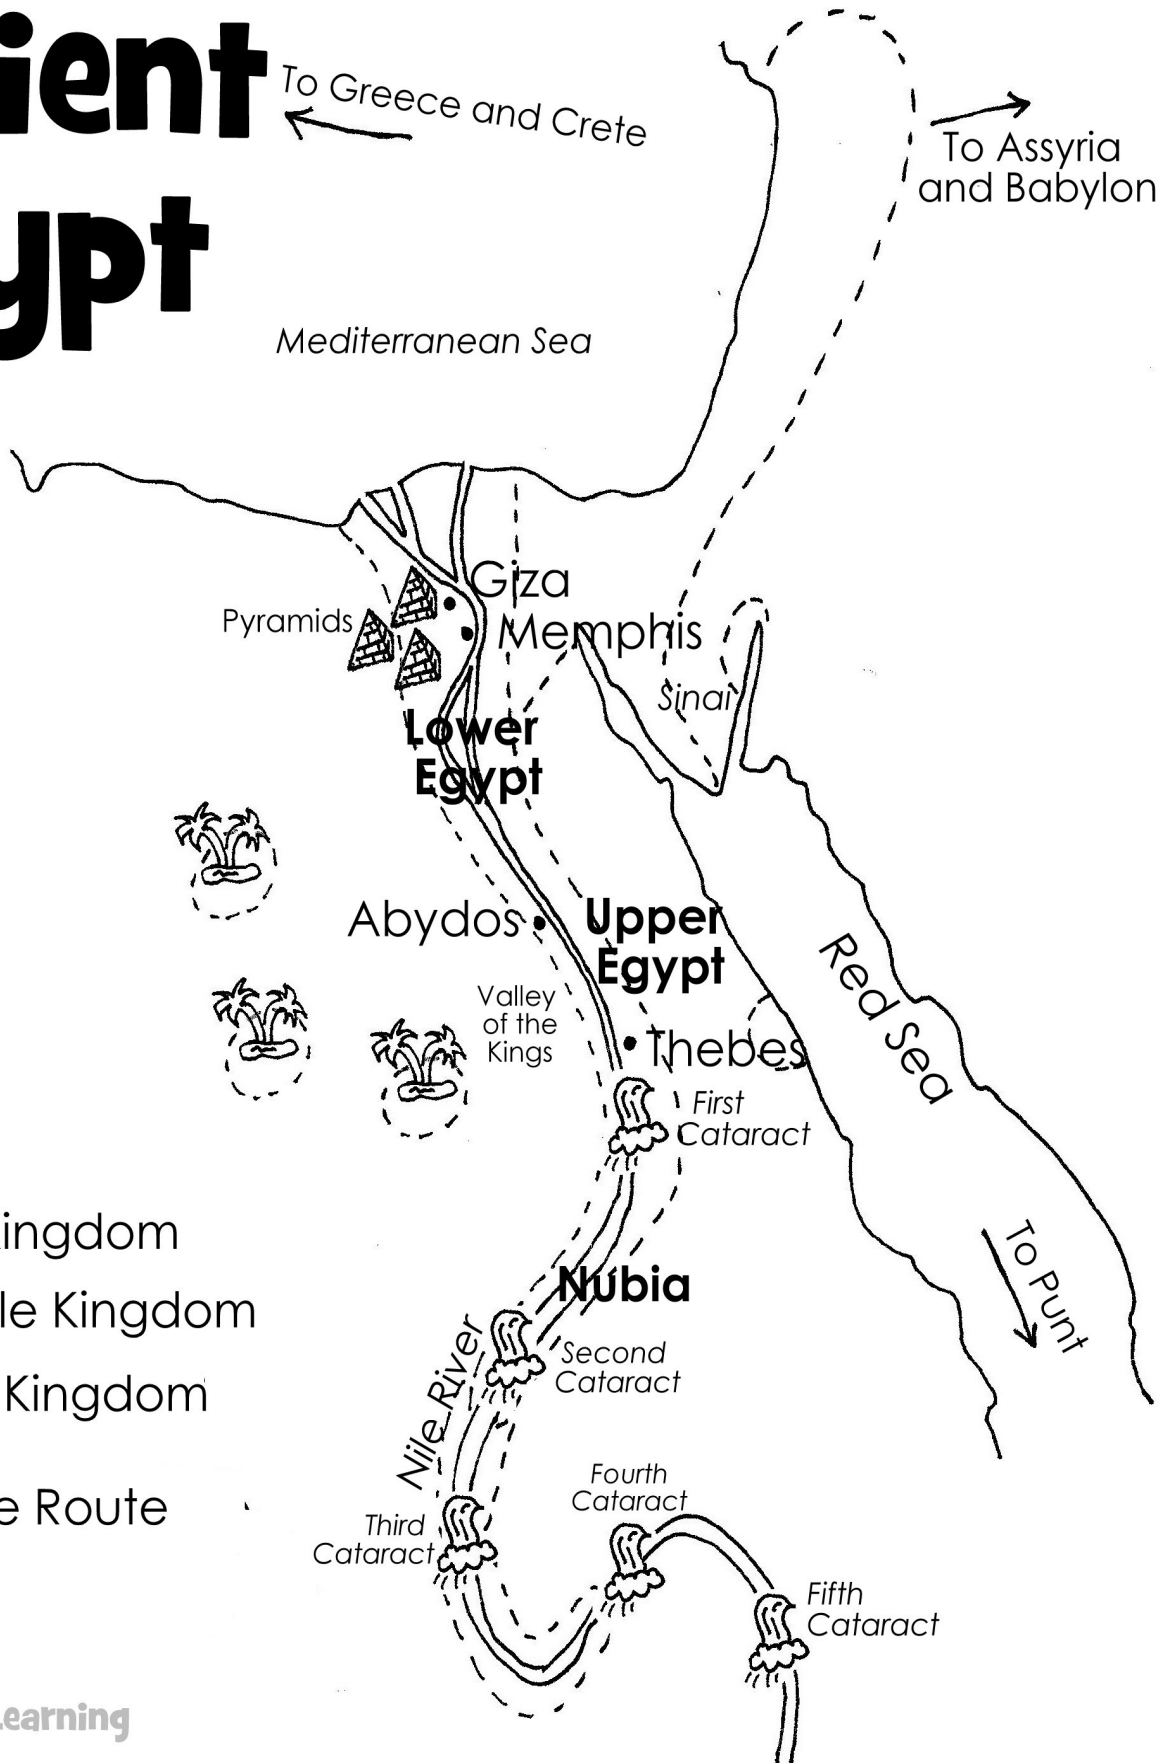 ient
ypt
To Greece and Crete
To Assyria
and Babylon
Mediterranean Sea
Giza
Pyramids
Memphis
Sinai
Lower
Egypt
Abydos
Upper
Egypt
Red Sea
Valley
of the
Kings
Thebes
First
Cataract
ingdom
To Punt
Nubia
le Kingdom
Nile River
Second
Cataract
Kingdom
Fourth
Cataract
e Route
Third
Cataract
Fifth
Cataract
earning